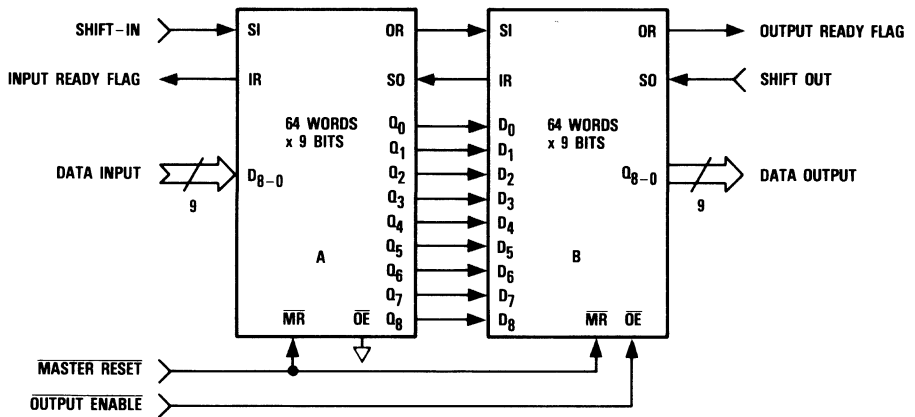 SHIFT-IN
INPUT READY FLAG
DATA INPUT
9
SI
IR
D8–0
OR
SO
64 WORDS
x 9 BITS
Q0
Q1
Q2
Q3
Q4
Q5
Q6
Q7
Q8
A
MR
OE
SI
IR
D0
D1
D2
D3
D4
D5
D6
D7
D8
64 WORDS
x 9 BITS
OR
SO
Q8–0
B
MR
OE
OUTPUT READY FLAG
SHIFT OUT
9
DATA OUTPUT
MASTER RESET
OUTPUT ENABLE